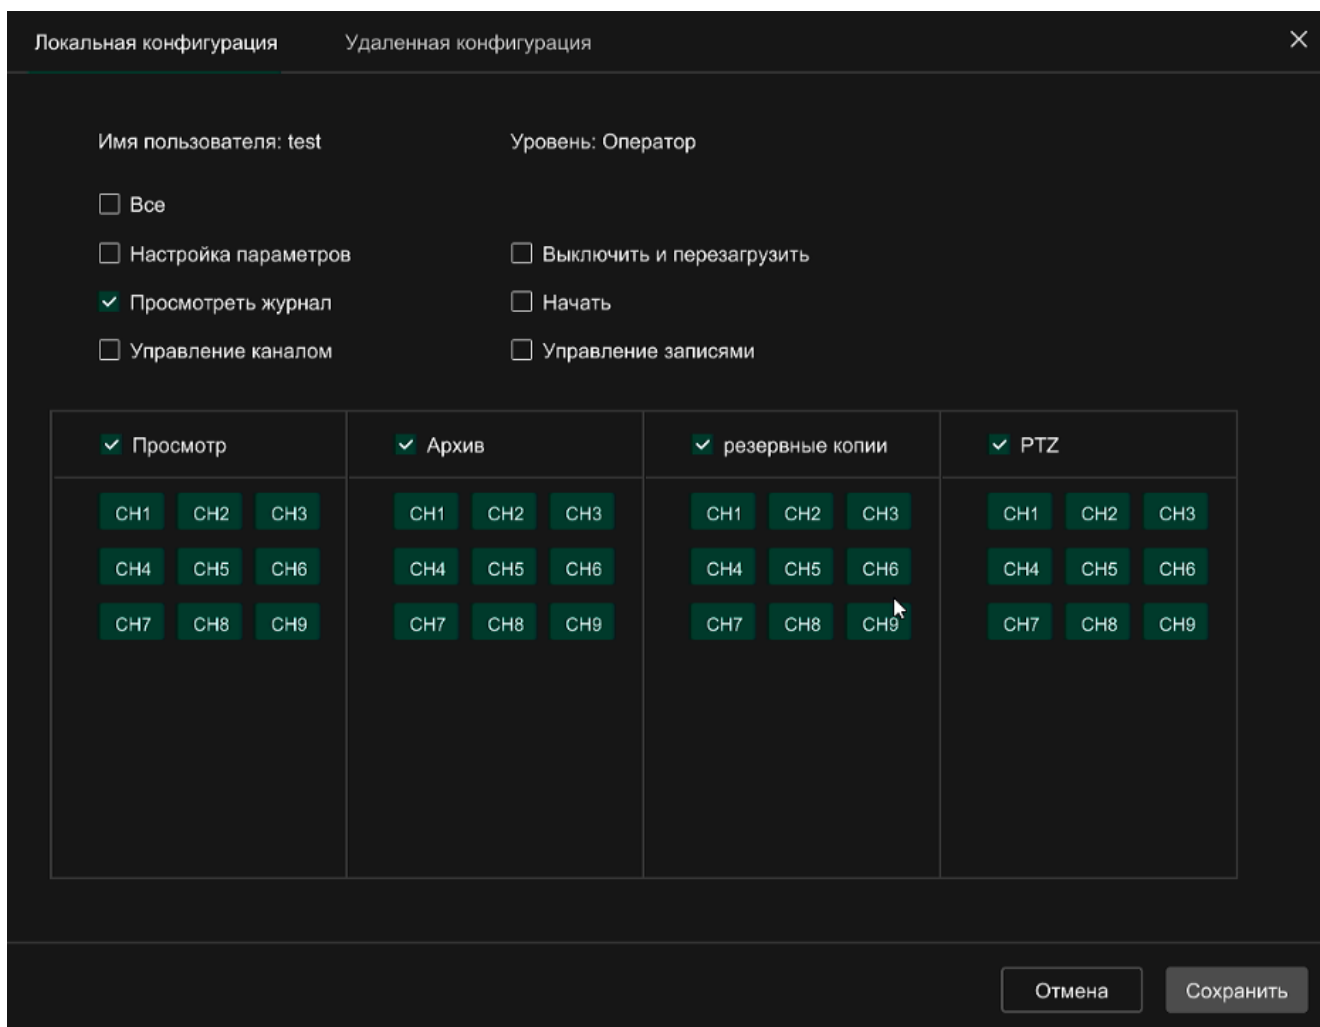 Локальная конфигурация Удаленная конфигурация
Имя пользователя: test Уровень: Оператор
Все
Настройка параметров Выключить и перезагрузить
Просмотреть журнал Начать
Управление каналом Управление записями
Просмотр Архив резервные копии PTZ
CH1 CH2 CH3 CH1 CH2 CH3 CH1 CH2 CH3 CH1 CH2 CH3
CH4 CH5 CH6 CH4 CH5 CH6 CH4 CH5 CH6 CH4 CH5 CH6
CH7 CH8 CH9 CH7 CH8 CH9 CH7 CH8 CH9 CH7 CH8 CH9
Отмена Сохранить